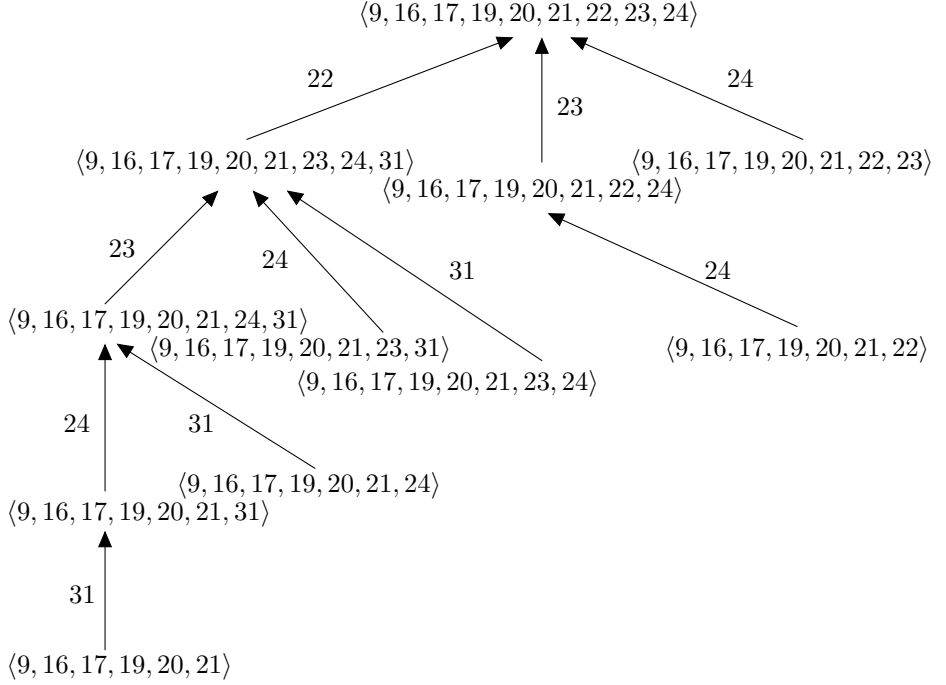 ⟨9, 16, 17, 19, 20, 21, 22, 23, 24⟩
22
24
23
⟨9, 16, 17, 19, 20, 21, 23, 24, 31⟩
⟨9, 16, 17, 19, 20, 21, 22, 23⟩
⟨9, 16, 17, 19, 20, 21, 22, 24⟩
23
24
31
24
⟨9, 16, 17, 19, 20, 21, 24, 31⟩
⟨9, 16, 17, 19, 20, 21, 23, 31⟩
⟨9, 16, 17, 19, 20, 21, 22⟩
⟨9, 16, 17, 19, 20, 21, 23, 24⟩
24
31
⟨9, 16, 17, 19, 20, 21, 24⟩
⟨9, 16, 17, 19, 20, 21, 31⟩
31
⟨9, 16, 17, 19, 20, 21⟩